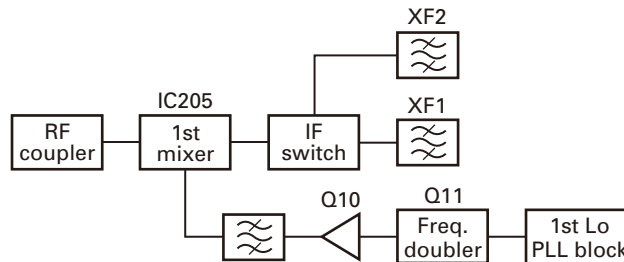 XF2
IC205
XF1
RF
coupler
1st
mixer
IF
switch
Q10
Q11
Freq.
doubler
1st Lo
PLL block